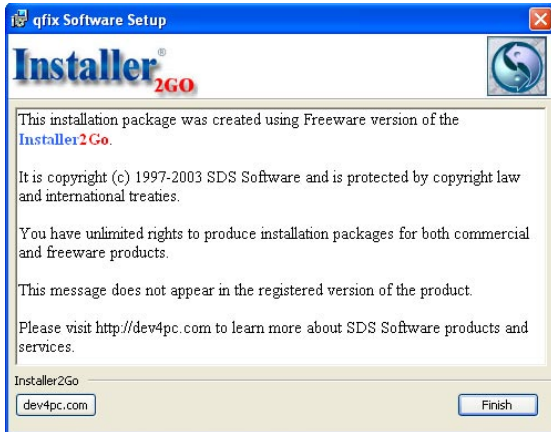 qfix Software Setup
Installer®
2GO
This installation package was created using Freeware version of the
Installer2Go.
It is copyright (c) 1997-2003 SDS Software and is protected by copyright law
and international treaties.
You have unlimited rights to produce installation packages for both commercial
and freeware products.
This message does not appear in the registered version of the product.
Please visit http://dev4pc.com to learn more about SDS Software products and
services.
Installer2Go
dev4pc.com
Finish